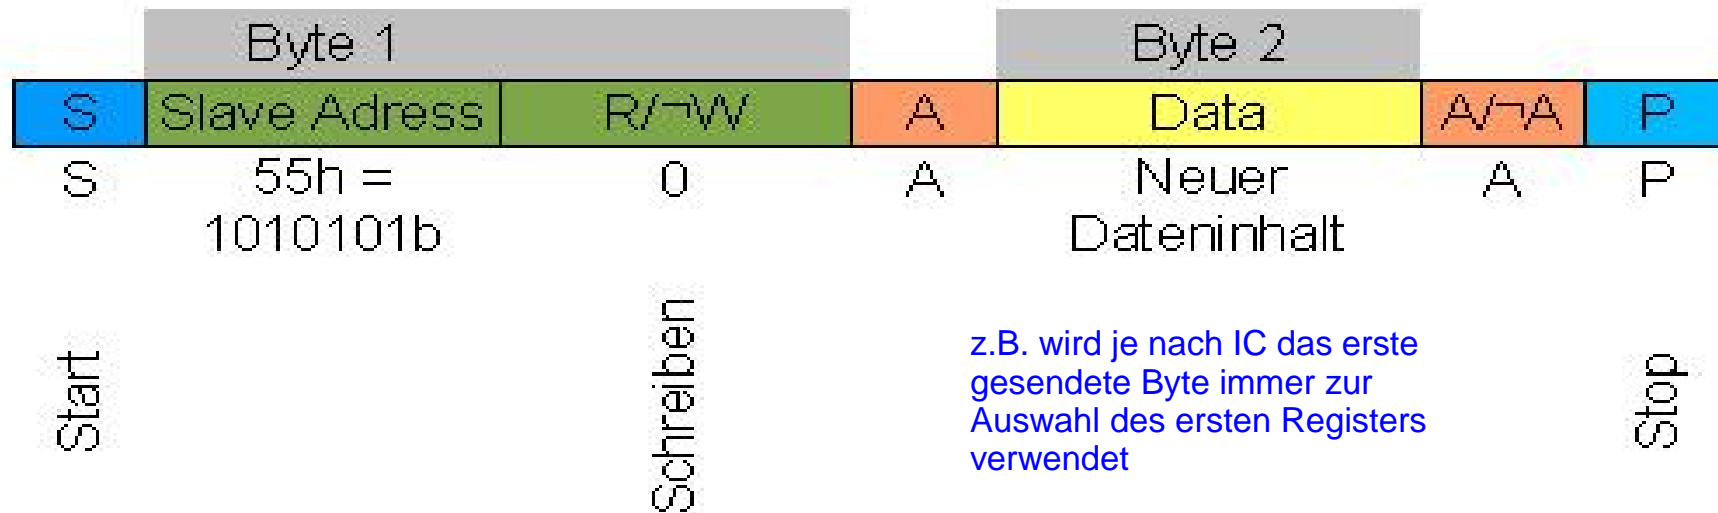 Byte 1 Byte 2
S Slave Adress R/¬W A Data A/¬A P
S 55h = 0 A Neuer A P
1010101b Dateninhalt
Start
Schreiben
z.B. wird je nach IC das erste
gesendete Byte immer zur
Auswahl des ersten Registers
verwendet
Stop